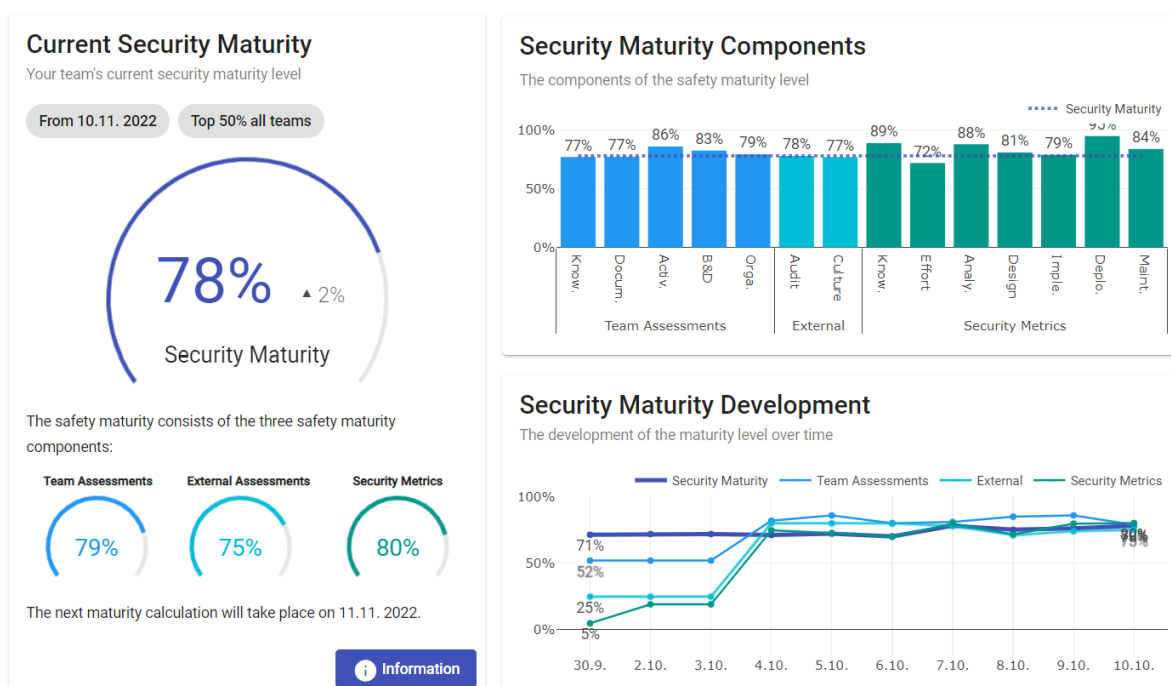 Current Security Maturity
Your team's current security maturity level
From 10.11. 2022
Top 50% all teams
78%
▲ 2%
Security Maturity
The safety maturity consists of the three safety maturity
components:
Team Assessments
External Assessments
Security Metrics
79%
75%
80%
The next maturity calculation will take place on 11.11. 2022.
i Information
Security Maturity Components
The components of the safety maturity level
Security Maturity
100%
50%
0%
77% 77% 86% 83% 79% 78% 77% 89% 72% 88% 81% 79% 95% 84%
Know. Docum. Activ. B&D Orga. Audit Culture Know. Effort Analy. Design Imple. Deplo. Maint.
Team Assessments External Security Metrics
Security Maturity Development
The development of the maturity level over time
Security Maturity Team Assessments External Security Metrics
100%
50%
0%
71%
52%
25%
5%
30.9. 2.10. 3.10. 4.10. 5.10. 6.10. 7.10. 8.10. 9.10. 10.10.